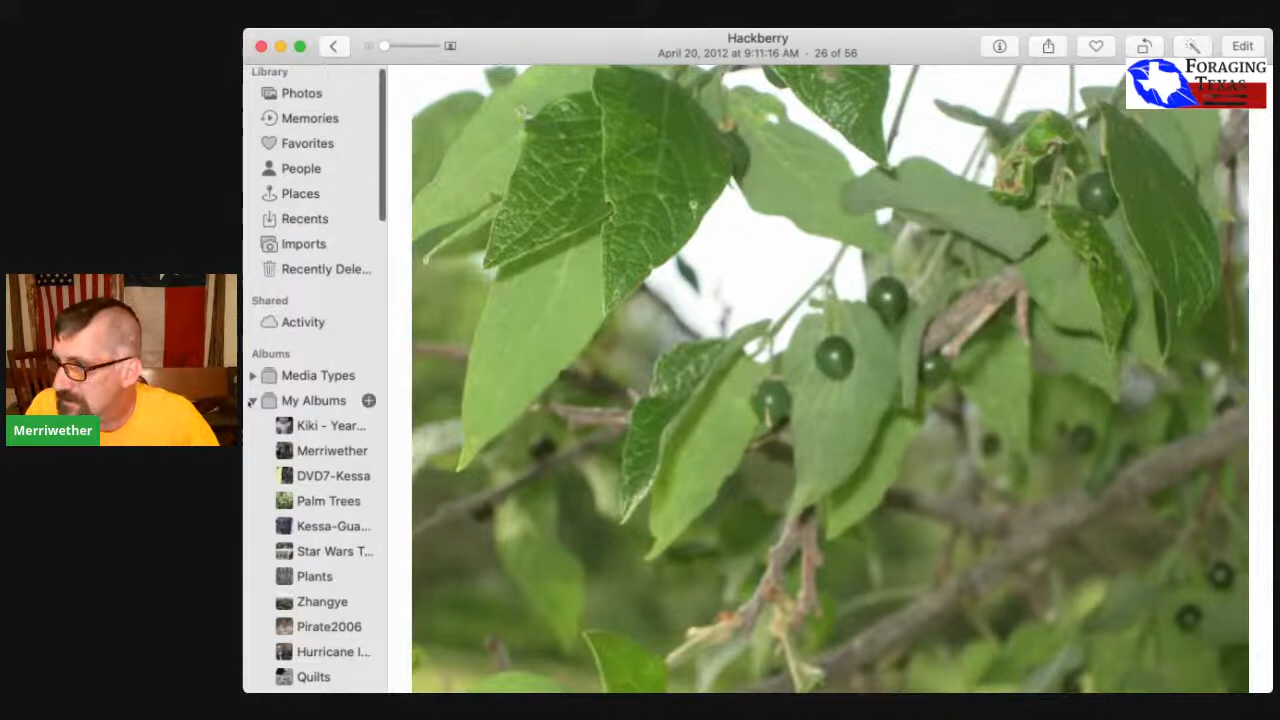 Hackberry
April 20, 2012 at 9:11:16 AM · 26 of 56
Edit
FORAGING
TEXAS
Library
Photos
Memories
Favorites
People
Places
Recents
Imports
Recently Dele...
Shared
Activity
Albums
Media Types
My Albums
Kiki - Year...
Merriwether
DVD7-Kessa
Palm Trees
Kessa-Gua...
Star Wars T...
Plants
Zhangye
Pirate2006
Hurricane I...
Quilts
Merriwether